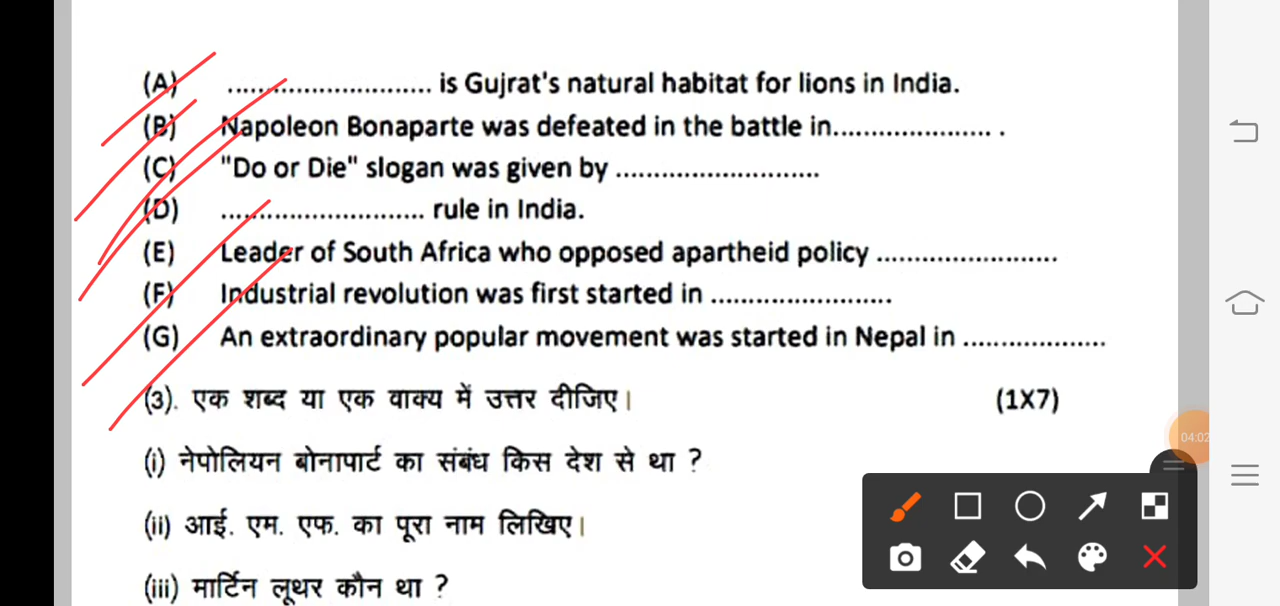 (A) ........................... is Gujrat's natural habitat for lions in India.
(B) Napoleon Bonaparte was defeated in the battle in..................... .
(C) "Do or Die" slogan was given by ...........................
(D) ........................... rule in India.
(E) Leader of South Africa who opposed apartheid policy ........................
(F) Industrial revolution was first started in ........................
(G) An extraordinary popular movement was started in Nepal in ...................
(3). एक शब्द या एक वाक्य में उत्तर दीजिए। (1X7)
(i) नेपोलियन बोनापार्ट का संबंध किस देश से था ?
04:02
(ii) आई. एम. एफ. का पूरा नाम लिखिए।
(iii) मार्टिन लूथर कौन था ?